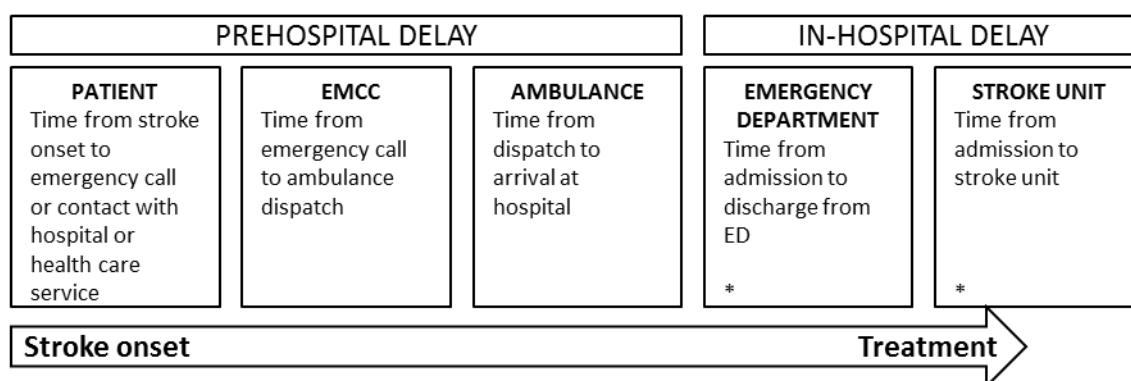 PREHOSPITAL DELAY
IN-HOSPITAL DELAY
PATIENT
Time from stroke
onset to
emergency call
or contact with
hospital or
health care
service
EMCC
Time from
emergency call
to ambulance
dispatch
AMBULANCE
Time from
dispatch to
arrival at
hospital
EMERGENCY
DEPARTMENT
Time from
admission to
discharge from
ED
*
STROKE UNIT
Time from
admission to
stroke unit
*
Stroke onset
Treatment